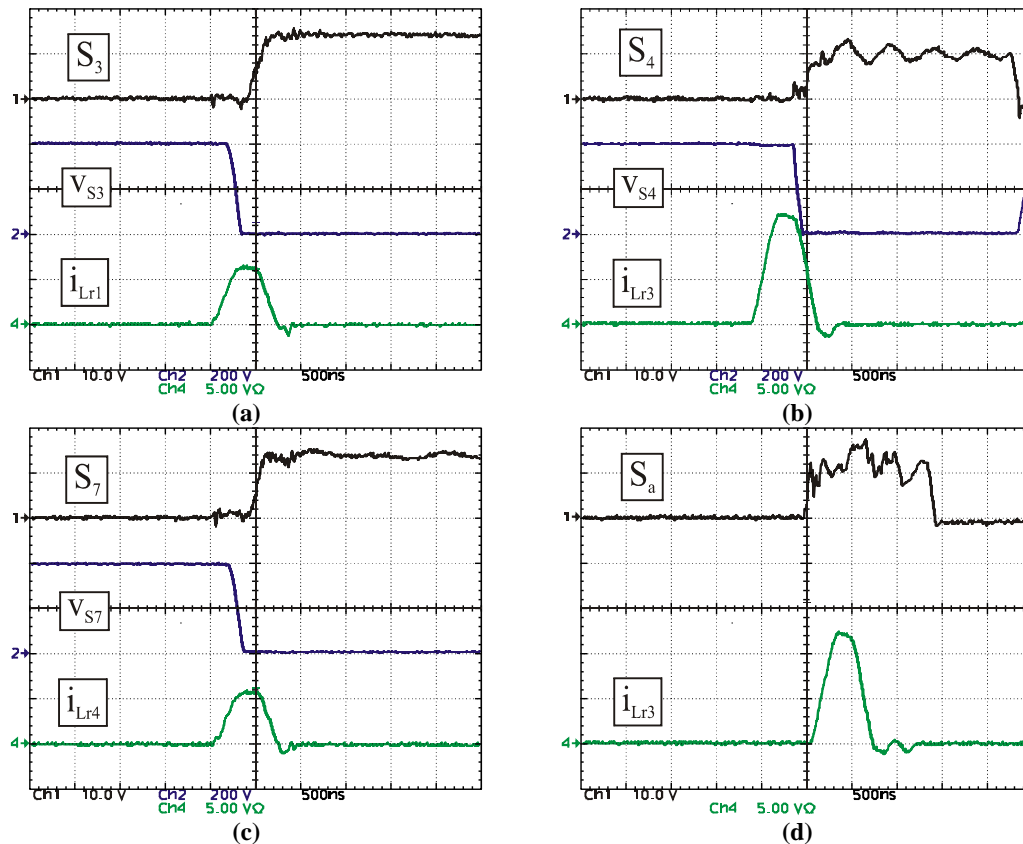 S3
1
vS3
2
iLr1
4
Ch1 10.0 V Ch2 200 V 500ns
Ch4 5.00 VΩ
(a)
S4
1
vS4
2
iLr3
4
Ch1 10.0 V Ch2 200 V 500ns
Ch4 5.00 VΩ
(b)
S7
1
vS7
2
iLr4
4
Ch1 10.0 V Ch2 200 V 500ns
Ch4 5.00 VΩ
(c)
Sa
1
iLr3
4
Ch1 10.0 V 500ns
Ch4 5.00 VΩ
(d)